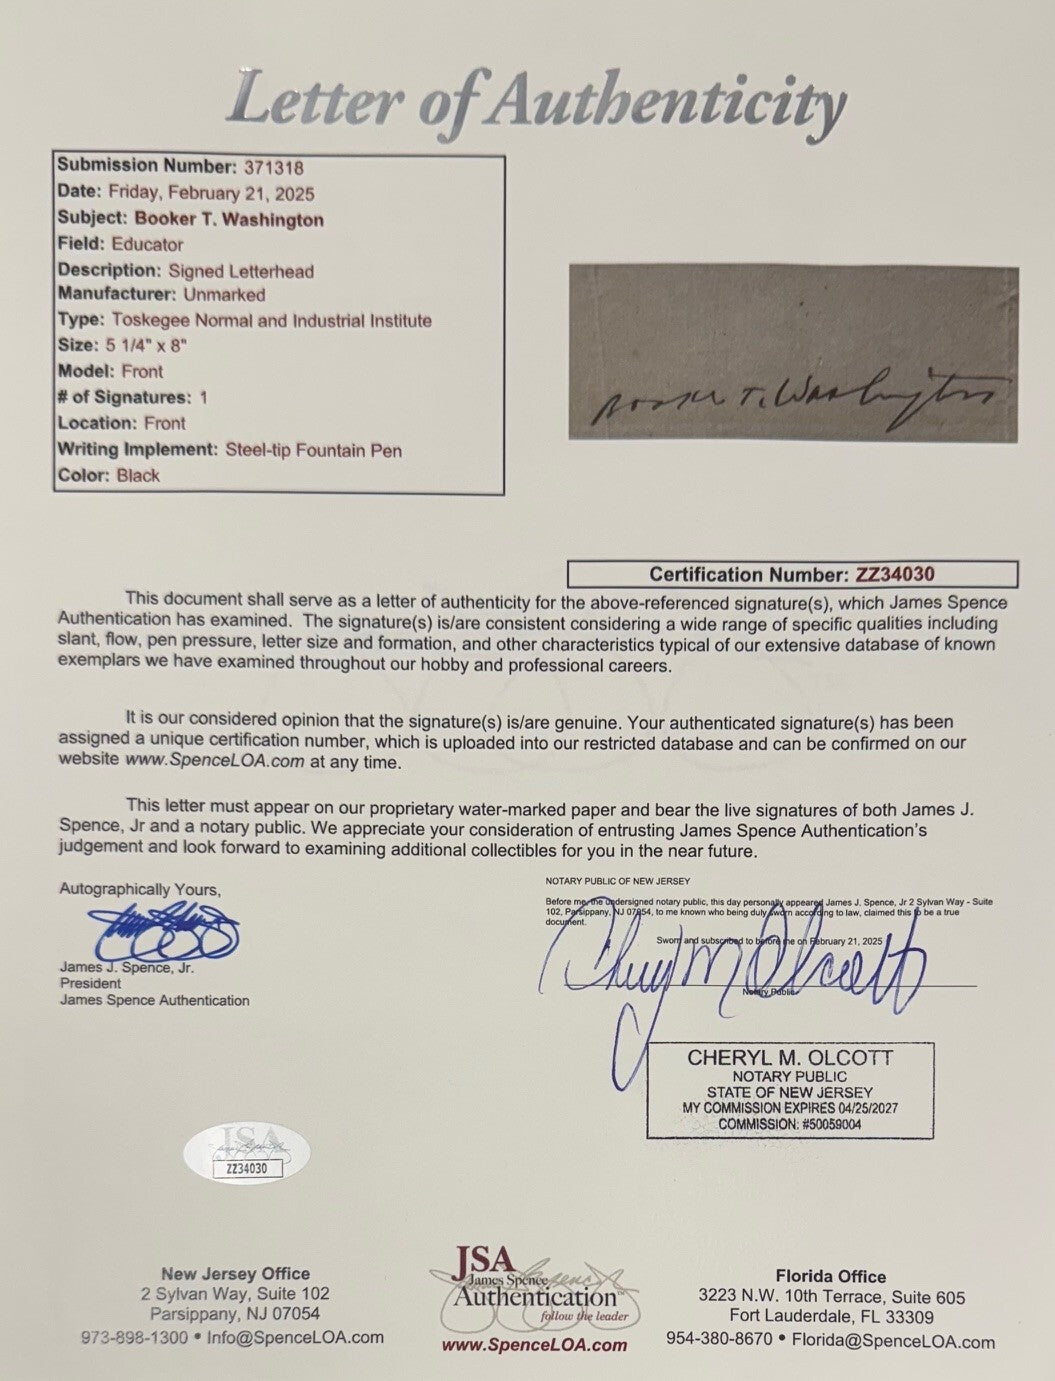 Letter of Authenticity
Submission Number: 371318
Date: Friday, February 21, 2025
Subject: Booker T. Washington
Field: Educator
Description: Signed Letterhead
Manufacturer: Unmarked
Type: Toskegee Normal and Industrial Institute
Size: 5 1/4" x 8"
Model: Front
# of Signatures: 1
Location: Front
Writing Implement: Steel-tip Fountain Pen
Color: Black
Booker T. Washington
Certification Number: ZZ34030
This document shall serve as a letter of authenticity for the above-referenced signature(s), which James Spence
Authentication has examined. The signature(s) is/are consistent considering a wide range of specific qualities including
slant, flow, pen pressure, letter size and formation, and other characteristics typical of our extensive database of known
exemplars we have examined throughout our hobby and professional careers.
It is our considered opinion that the signature(s) is/are genuine. Your authenticated signature(s) has been
assigned a unique certification number, which is uploaded into our restricted database and can be confirmed on our
website www.SpenceLOA.com at any time.
This letter must appear on our proprietary water-marked paper and bear the live signatures of both James J.
Spence, Jr and a notary public. We appreciate your consideration of entrusting James Spence Authentication's
judgement and look forward to examining additional collectibles for you in the near future.
Autographically Yours,
James J. Spence, Jr.
President
James Spence Authentication
NOTARY PUBLIC OF NEW JERSEY
Before me, the undersigned notary public, this day personally appeared James J. Spence, Jr 2 Sylvan Way - Suite
102, Parsippany, NJ 07054, to me known who being duly sworn according to law, claimed this to be a true
document.
Sworn and subscribed to before me on February 21, 2025
Cheryl M Olcott
Notary Public
CHERYL M. OLCOTT
NOTARY PUBLIC
STATE OF NEW JERSEY
MY COMMISSION EXPIRES 04/25/2027
COMMISSION: #50059004
JSA
ZZ34030
New Jersey Office
2 Sylvan Way, Suite 102
Parsippany, NJ 07054
973-898-1300 • Info@SpenceLOA.com
JSA
James Spence
Authentication™
follow the leader
www.SpenceLOA.com
Florida Office
3223 N.W. 10th Terrace, Suite 605
Fort Lauderdale, FL 33309
954-380-8670 • Florida@SpenceLOA.com